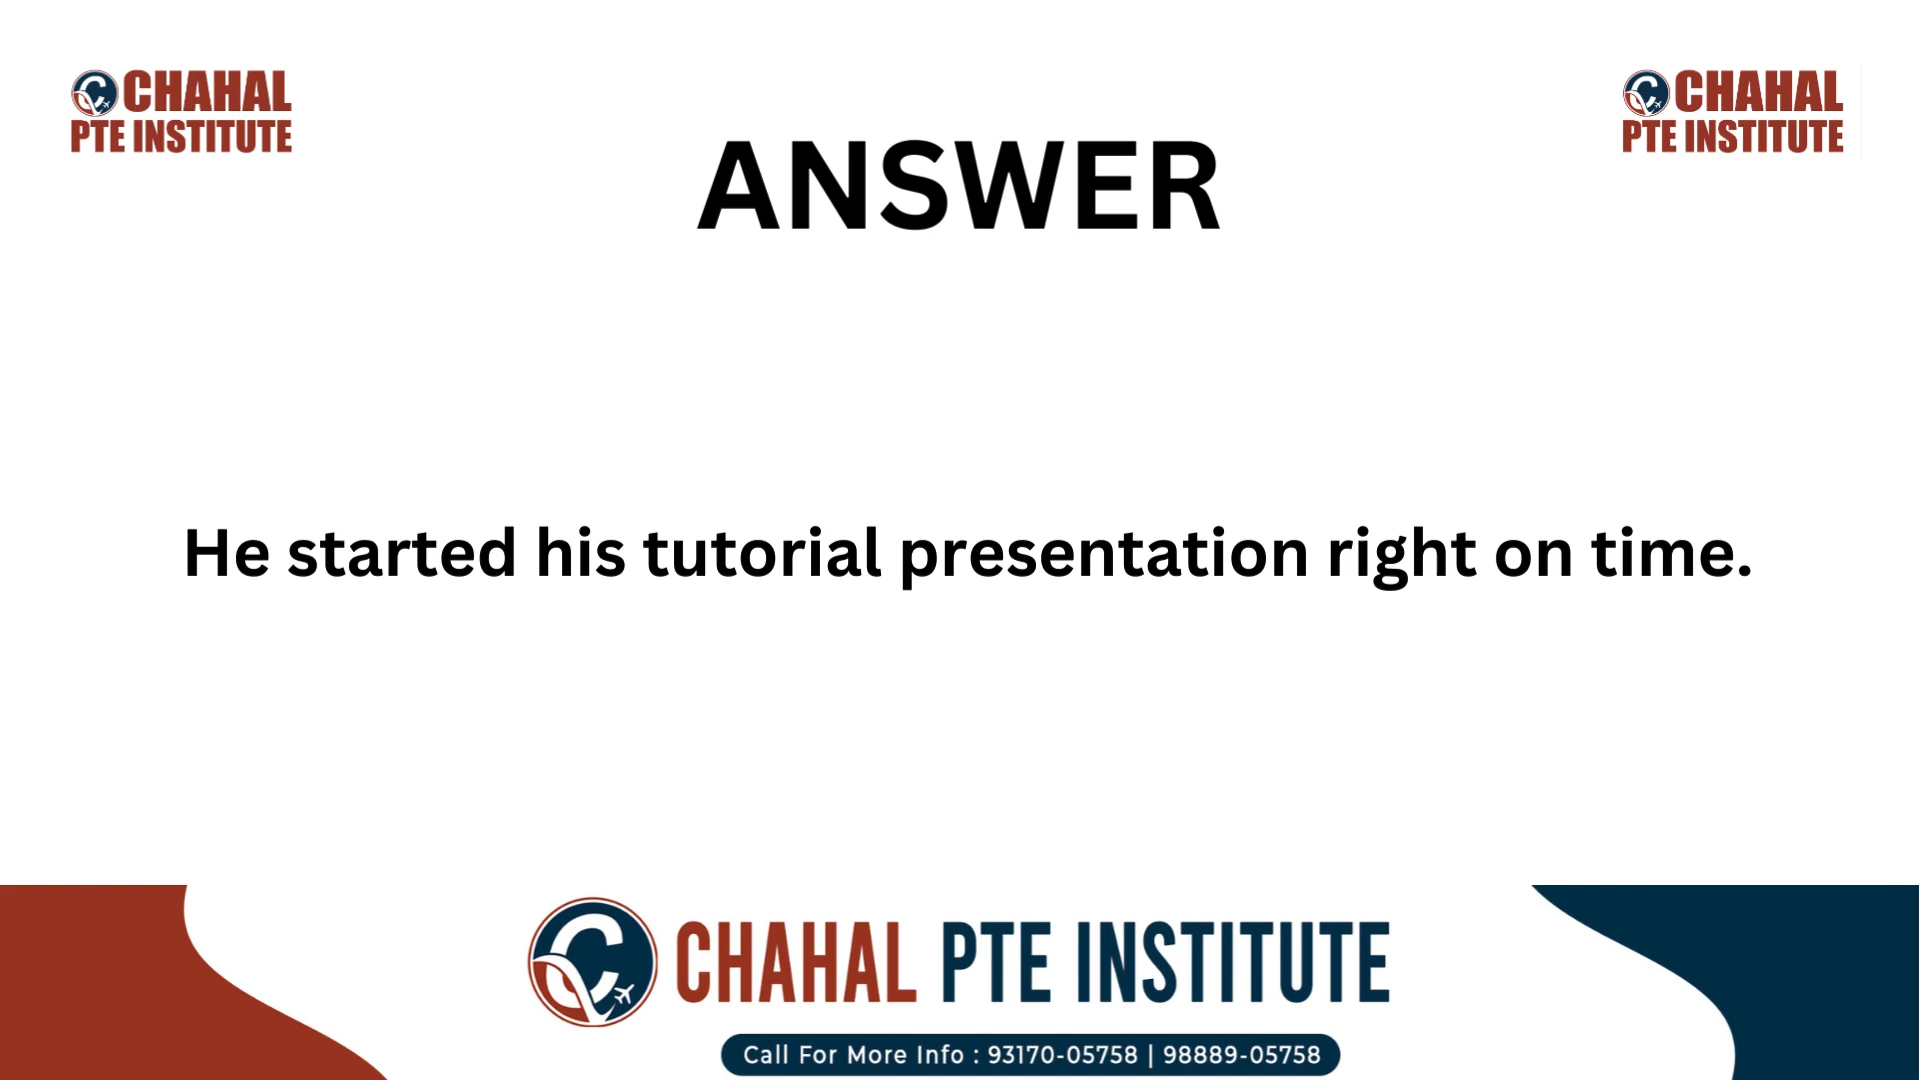 CHAHAL
PTE INSTITUTE
CHAHAL
PTE INSTITUTE
ANSWER
He started his tutorial presentation right on time.
CHAHAL PTE INSTITUTE
Call For More Info : 93170-05758 | 98889-05758